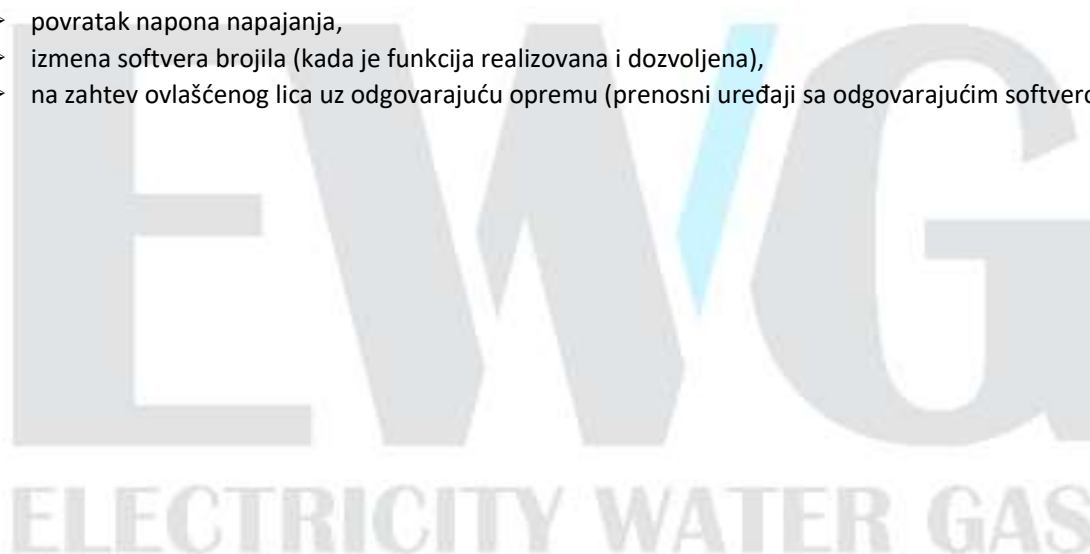 ➢ povratak napona napajanja,
➢ izmena softvera brojila (kada je funkcija realizovana i dozvoljena),
➢ na zahtev ovlašćenog lica uz odgovarajuću opremu (prenosni uređaji sa odgovarajućim
EWG
ELECTRICITY WATER GAS